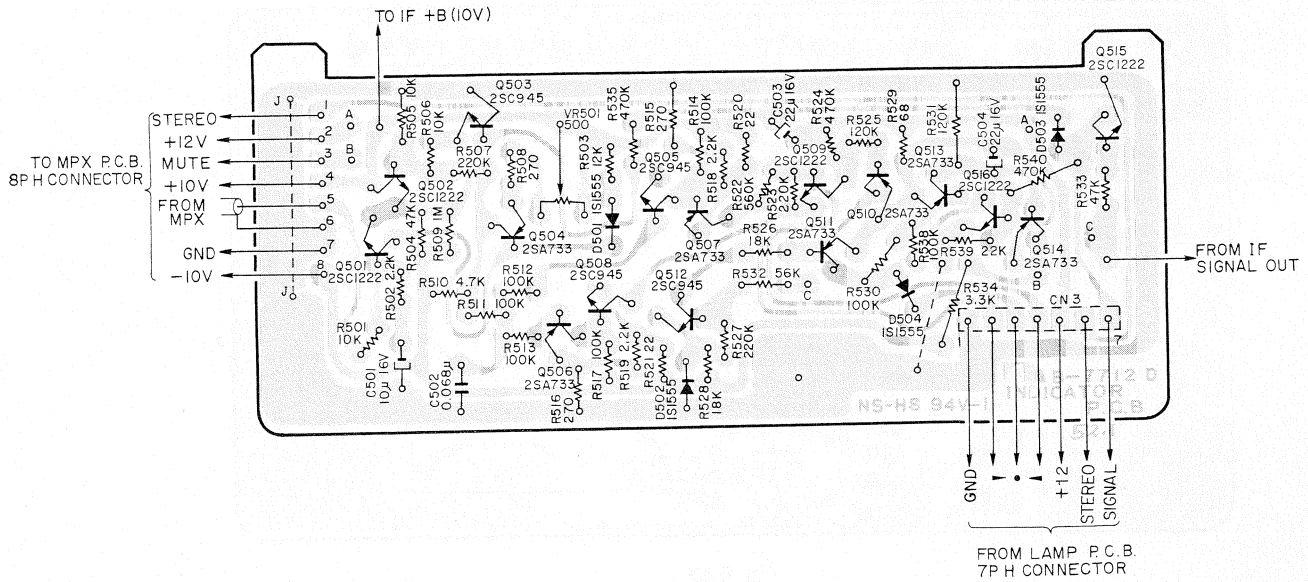 TO IF +B (10V)
Q515
2SC1222
J
1
STEREO
+12V
2
MUTE
3
+10V
4
TO MPX P.C.B.
8P H CONNECTOR
FROM
MPX
5
6
GND
7
-10V
8
J
A
B
R505 10K
R506
10K
Q503
2SC945
R507
220K
R508
270
VR501
500
R503
12K
R535
470K
R515
270
R514
100K
R520
22
C503
22μ 16V
R524
470K
R525
120K
R529
68
R531
120K
C504
22μ 16V
A
D503 1S1555
Q502
2SC1222
Q505
2SC945
R518 2.2K
R522
560K
R523
220K
Q509
2SC1222
Q513
2SA733
Q516
2SC1222
R540
470K
R533
47K
D501 1S1555
R504 47K
R509 1M
Q504
2SA733
Q507
2SA733
R526
18K
Q511
2SA733
Q510
2SA733
R538
100K
R539
22K
Q514
2SA733
C
FROM IF
SIGNAL OUT
Q501
2SC1222
R502 2.2K
R510 4.7K
R512
100K
R511 100K
Q508
2SC945
Q512
2SC945
R532 56K
C
R530
100K
D504
1S1555
R534
3.3K
B
CN3
7
R501
10K
C501
10μ 16V
C502
0.068μ
R513
100K
Q506
2SA733
R516
270
R517 100K
R519 2.2K
R521 22
D502
1S1555
R528
18K
R527
220K
AB-7712 D
NS-HS 94V-1 INDICATOR
P.C.B
GND
+12
STEREO
SIGNAL
FROM LAMP P.C.B.
7P H CONNECTOR